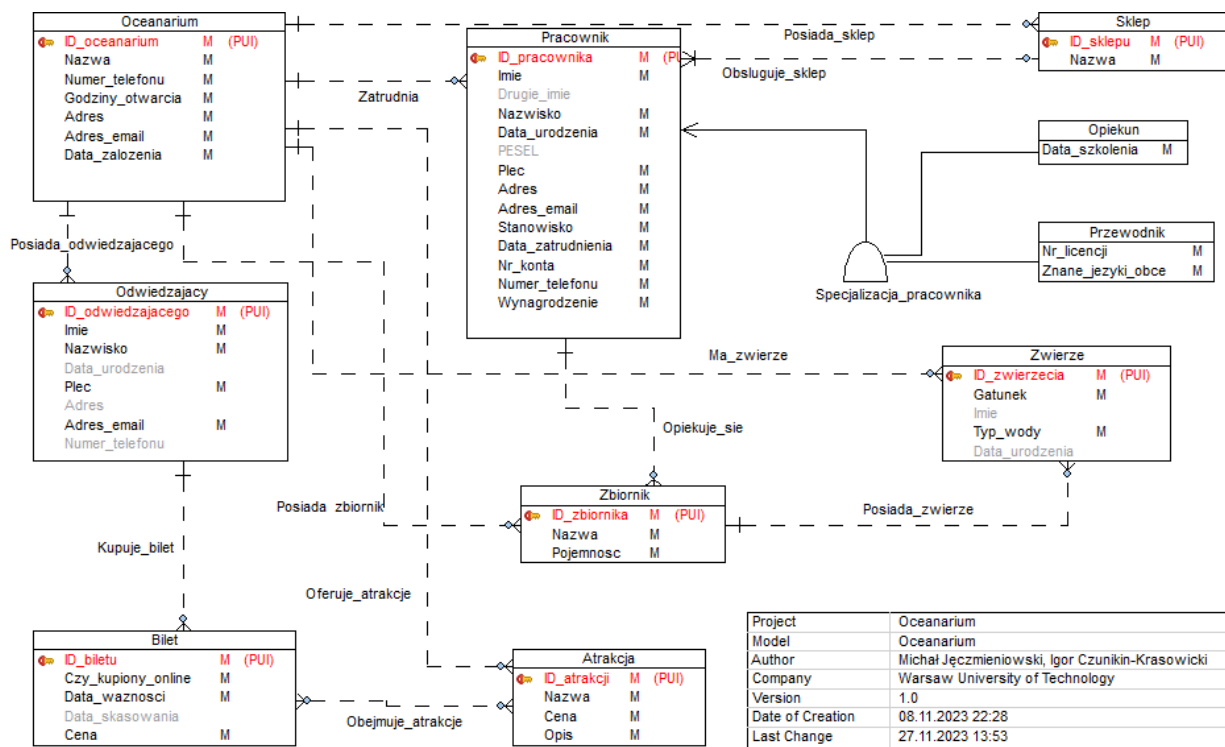 Oceanarium
ID_oceanarium M (PUI)
Nazwa M
Numer_telefonu M
Godziny_otwarcia M
Adres M
Adres_email M
Data_zalozenia M
Posiada_sklep
Sklep
ID_sklepu M (PUI)
Nazwa M
Pracownik
ID_pracownika M (PU
Imie M
Drugie_imie
Nazwisko M
Data_urodzenia M
PESEL
Plec M
Adres M
Adres_email M
Stanowisko M
Data_zatrudnienia M
Nr_konta M
Numer_telefonu M
Wynagrodzenie M
Obsluguje_sklep
Zatrudnia
Opiekun
Data_szkolenia M
Przewodnik
Nr_licencji M
Znane_jezyki_obce M
Specjalizacja_pracownika
Posiada_odwiedzajacego
Odwiedzajacy
ID_odwiedzajacego M (PUI)
Imie M
Nazwisko M
Data_urodzenia
Plec M
Adres
Adres_email M
Numer_telefonu
Ma_zwierze
Zwierze
ID_zwierzecia M (PUI)
Gatunek M
Imie
Typ_wody M
Data_urodzenia
Opiekuje_sie
Posiada_zbiornik
Zbiornik
ID_zbiornika M (PUI)
Nazwa M
Pojemnosc M
Posiada_zwierze
Kupuje_bilet
Oferuje_atrakcje
Bilet
ID_biletu M (PUI)
Czy_kupiony_online M
Data_waznosci M
Data_skasowania
Cena M
Obejmuje_atrakcje
Atrakcja
ID_atrakcji M (PUI)
Nazwa M
Cena M
Opis M
Project Oceanarium
Model Oceanarium
Author Michał Jęczmieniowski, Igor Czunikin-Krasowicki
Company Warsaw University of Technology
Version 1.0
Date of Creation 08.11.2023 22:28
Last Change 27.11.2023 13:53